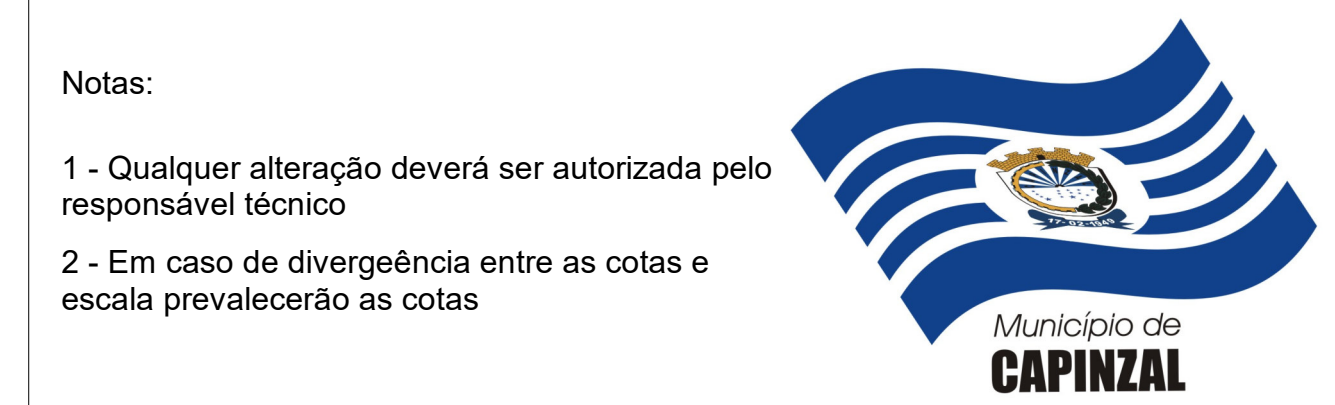 Notas:
1 - Qualquer alteração deverá ser autorizada pelo
responsável técnico
2 - Em caso de divergeência entre as cotas e
escala prevalecerão as cotas
17-02-1949
Município de
CAPINZAL